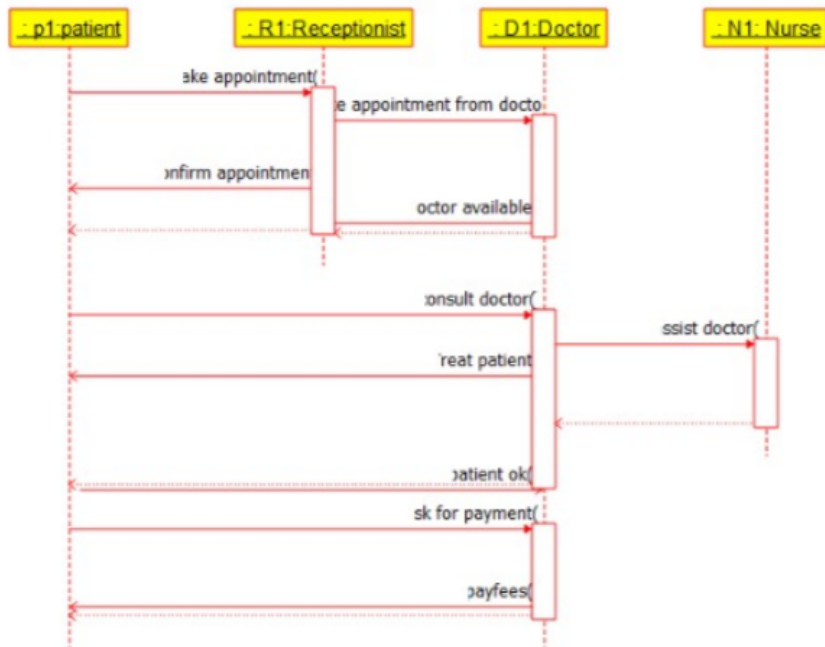 : p1:patient
: R1:Receptionist
: D1:Doctor
: N1: Nurse
ake appointment(
e appointment from docto
onfirm appointmen
octor available
onsult doctor(
ssist doctor(
reat patient
patient ok(
sk for payment(
payfees(